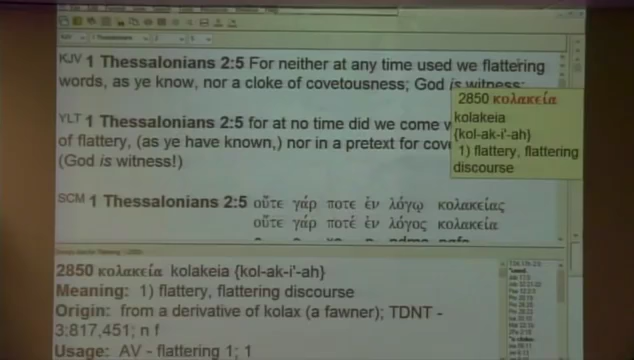 KJV 1 Thessalonians 2:5 For neither at any time used we flattering
words, as ye know, nor a cloke of covetousness; God is witness:
2850 κολακεία
kolakeia
{kol-ak-i'-ah}
1) flattery, flattering
discourse
YLT 1 Thessalonians 2:5 for at no time did we come
of flattery, (as ye have known,) nor in a pretext for
(God is witness!)
SCM 1 Thessalonians 2:5 οὔτε γάρ ποτε ἐν λόγῳ κολακείας
οὔτε γάρ ποτέ ἐν λόγος κολακεία
2850 κολακεία kolakeia {kol-ak-i'-ah}
Meaning: 1) flattery, flattering discourse
Origin: from a derivative of kolax (a fawner); TDNT -
3:817,451; n f
Usage: AV - flattering 1; 1